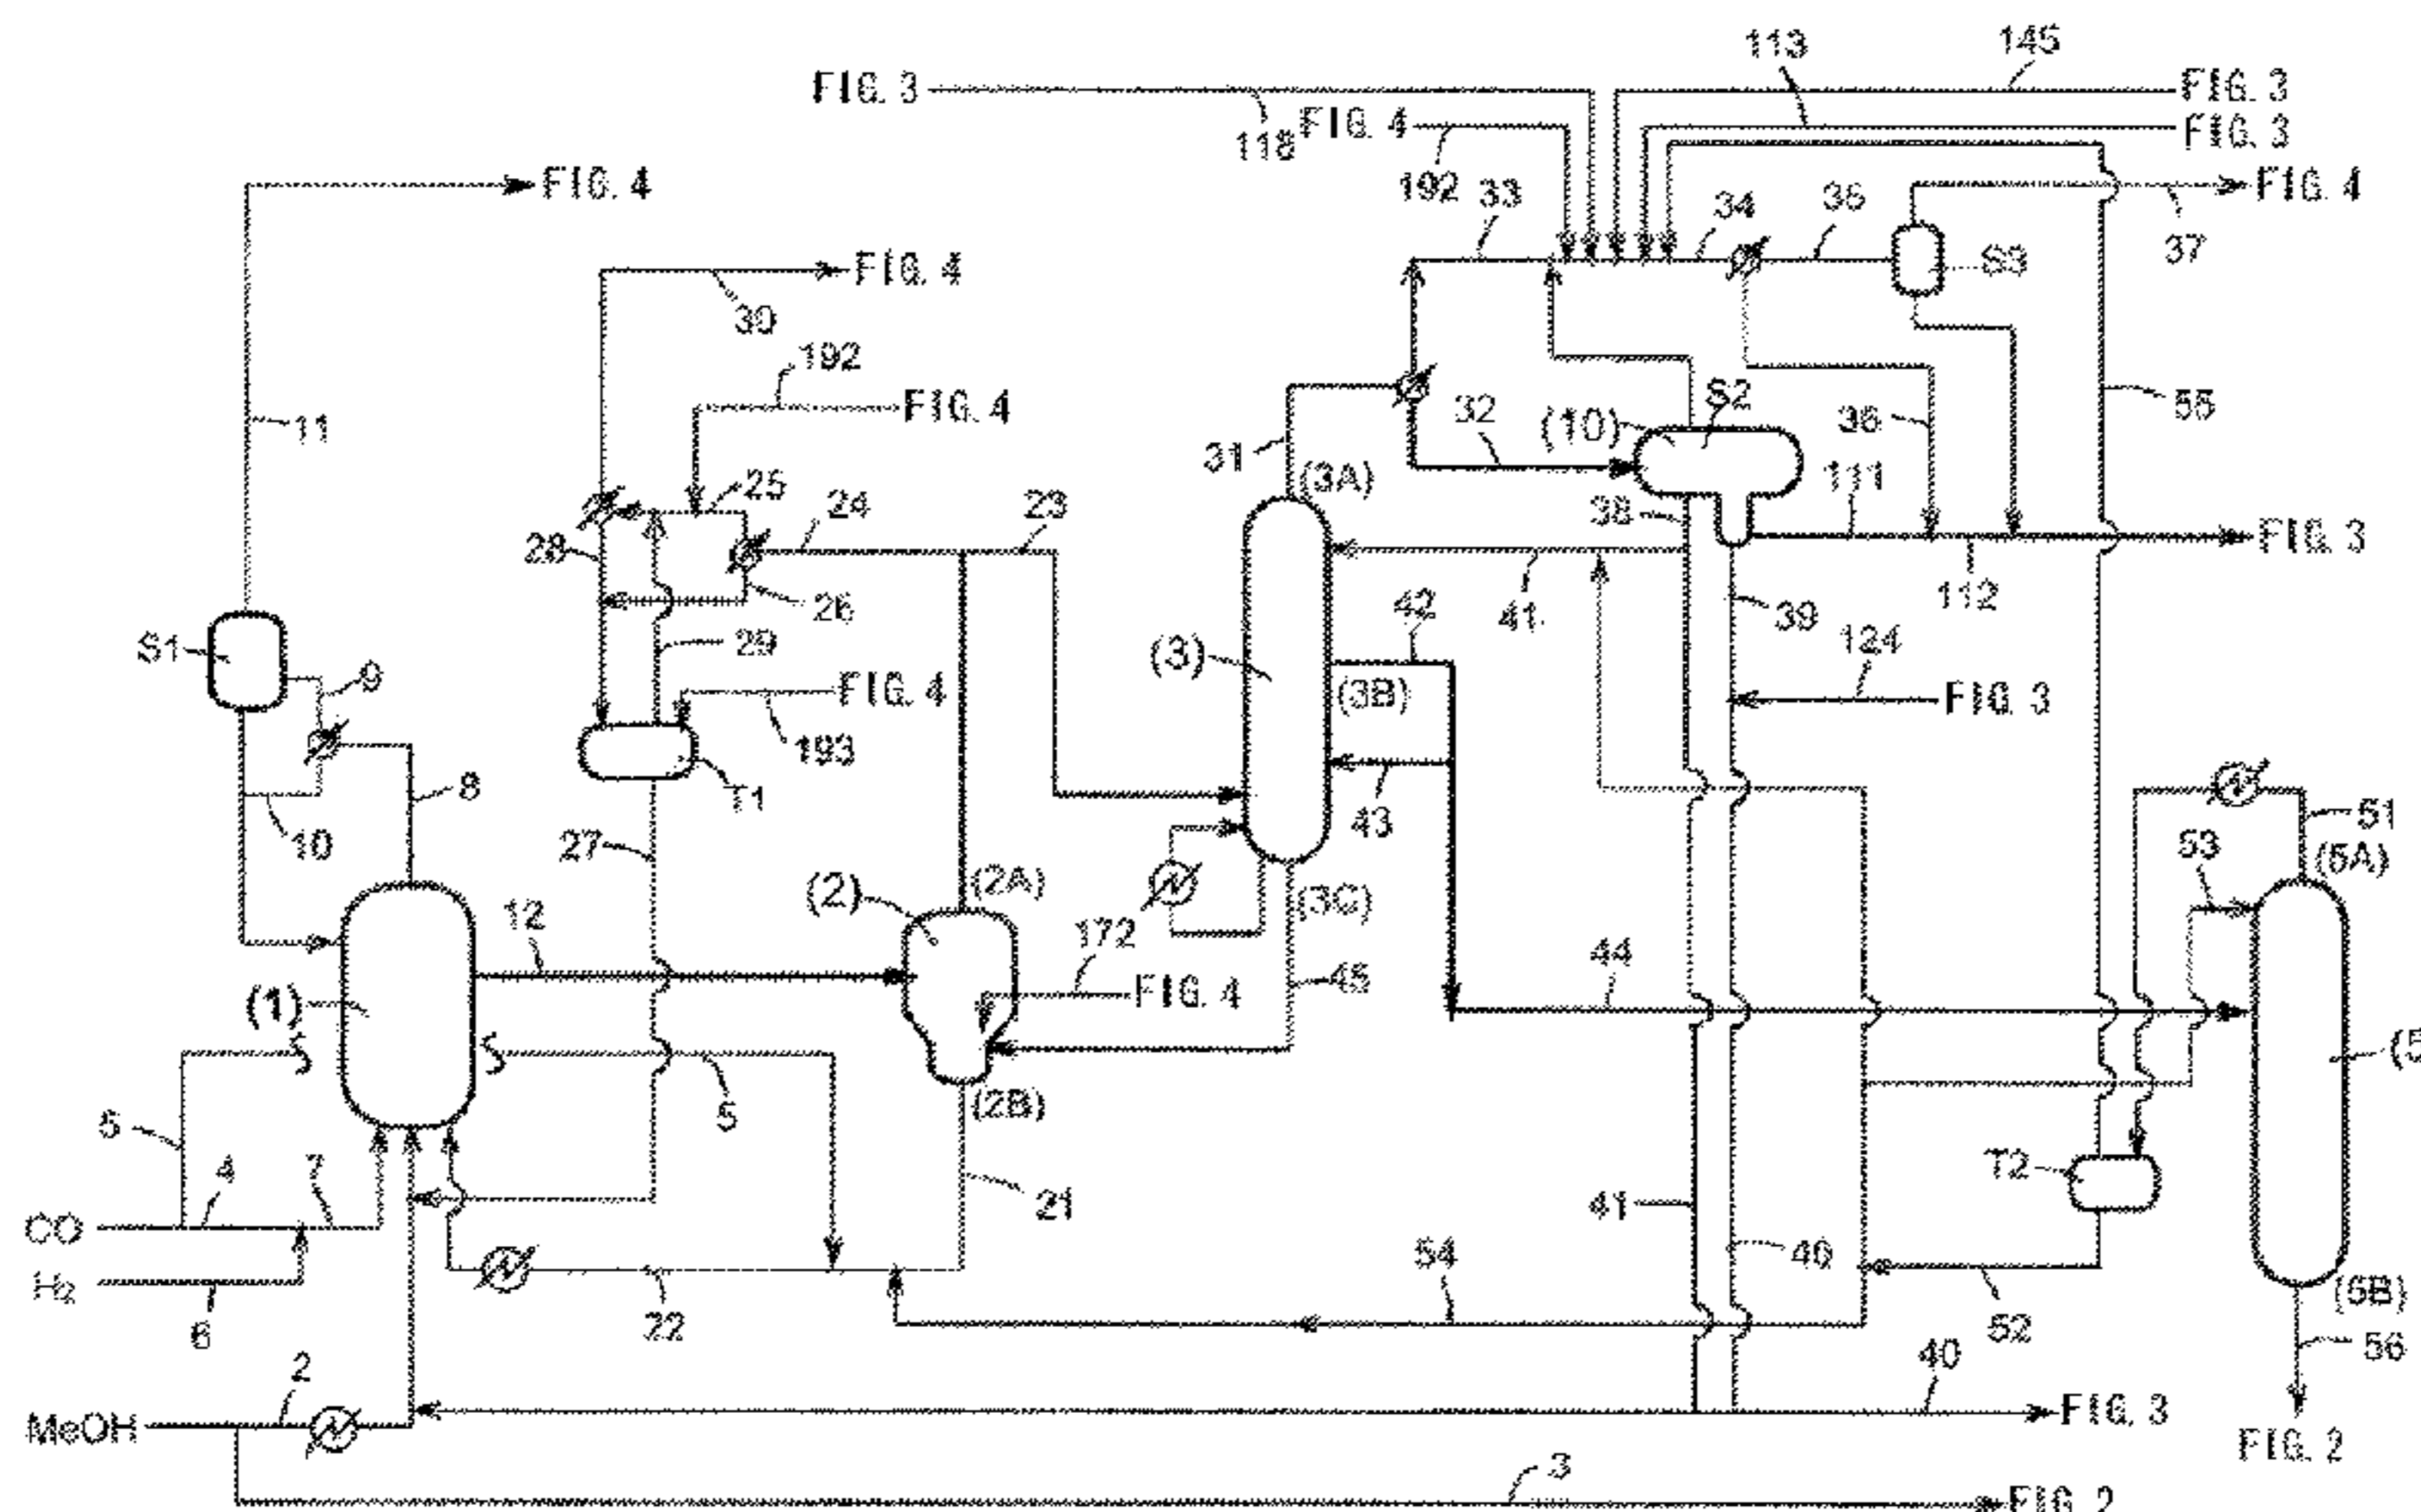 113
145
FIG. 3
FIG. 3
118
FIG. 4
FIG. 3
192
33
34
FIG. 4
FIG. 4
37
S3
FIG. 4
30
192
FIG. 4
11
31
32
(10)
S2
36
55
(3A)
111
25
24
23
38
FIG. 3
28
26
41
42
39
112
S1
9
29
(3)
124
FIG. 4
(3B)
FIG. 3
193
8
T1
43
51
10
27
53
(5A)
(2)
(2A)
(3C)
12
172
44
45
(1)
FIG. 4
(5
5
5
(2B)
4
7
T2
21
41
CO
54
H₂
(5B)
6
22
52
56
2
40
MeOH
FIG. 3
FIG. 2
3
FIG. 2